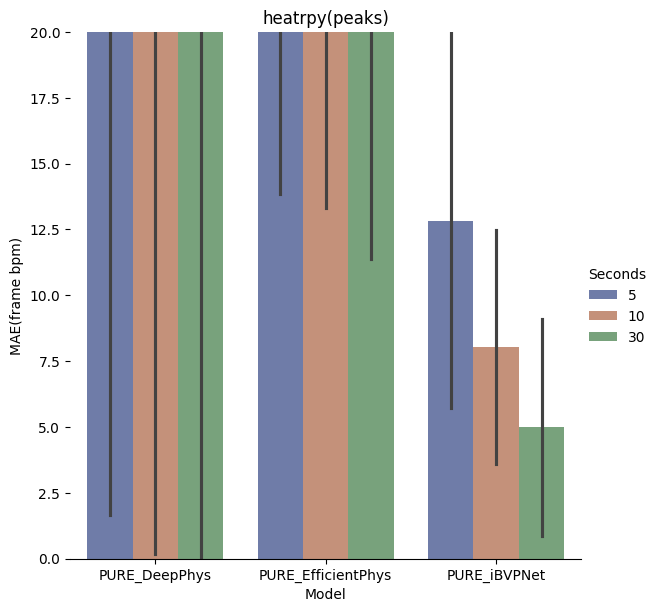 heatrpy(peaks)
20.0
17.5
15.0
12.5
10.0
7.5
5.0
2.5
0.0
MAE(frame bpm)
PURE_DeepPhys
PURE_EfficientPhys
PURE_iBVPNet
Model
Seconds
5
10
30